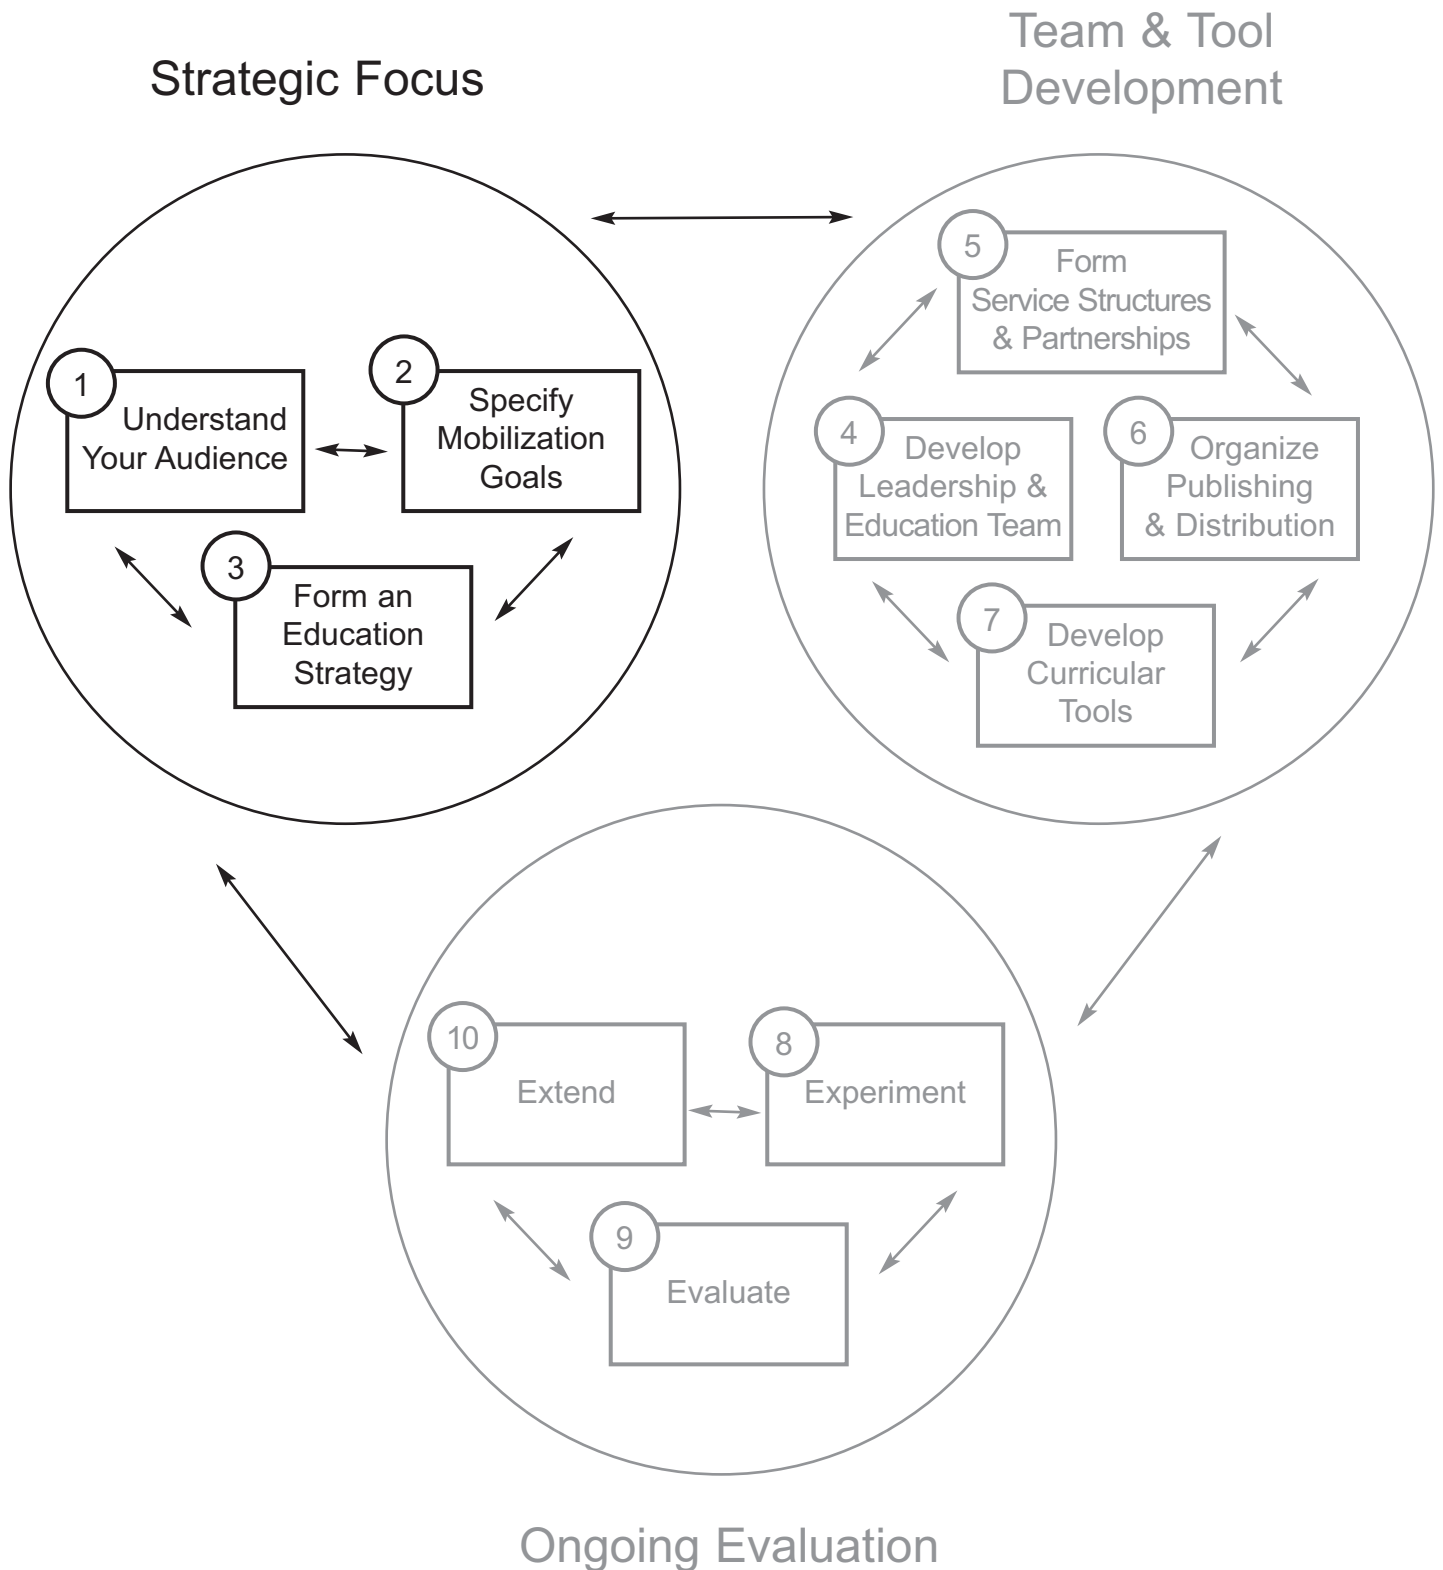 Strategic Focus
Team & Tool
Development
1
Understand
Your Audience
2
Specify
Mobilization
Goals
3
Form an
Education
Strategy
4
Develop
Leadership &
Education Team
5
Form
Service Structures
& Partnerships
6
Organize
Publishing
& Distribution
7
Develop
Curricular
Tools
8
Experiment
9
Evaluate
10
Extend
Ongoing Evaluation